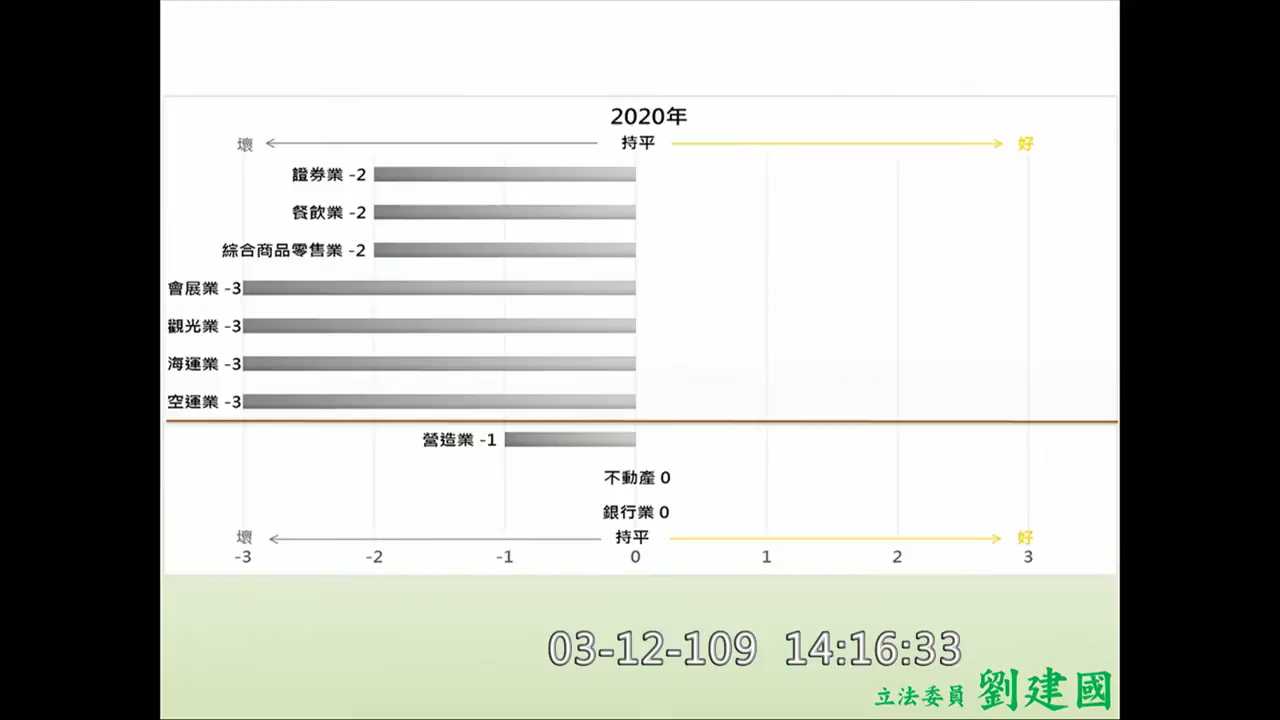 2020年
壞 持平 好
證券業 -2
餐飲業 -2
綜合商品零售業 -2
會展業 -3
觀光業 -3
海運業 -3
空運業 -3
營造業 -1
不動產 0
銀行業 0
壞 持平 好
-3 -2 -1 0 1 2 3
03-12-109 14:16:33
立法委員 劉建國